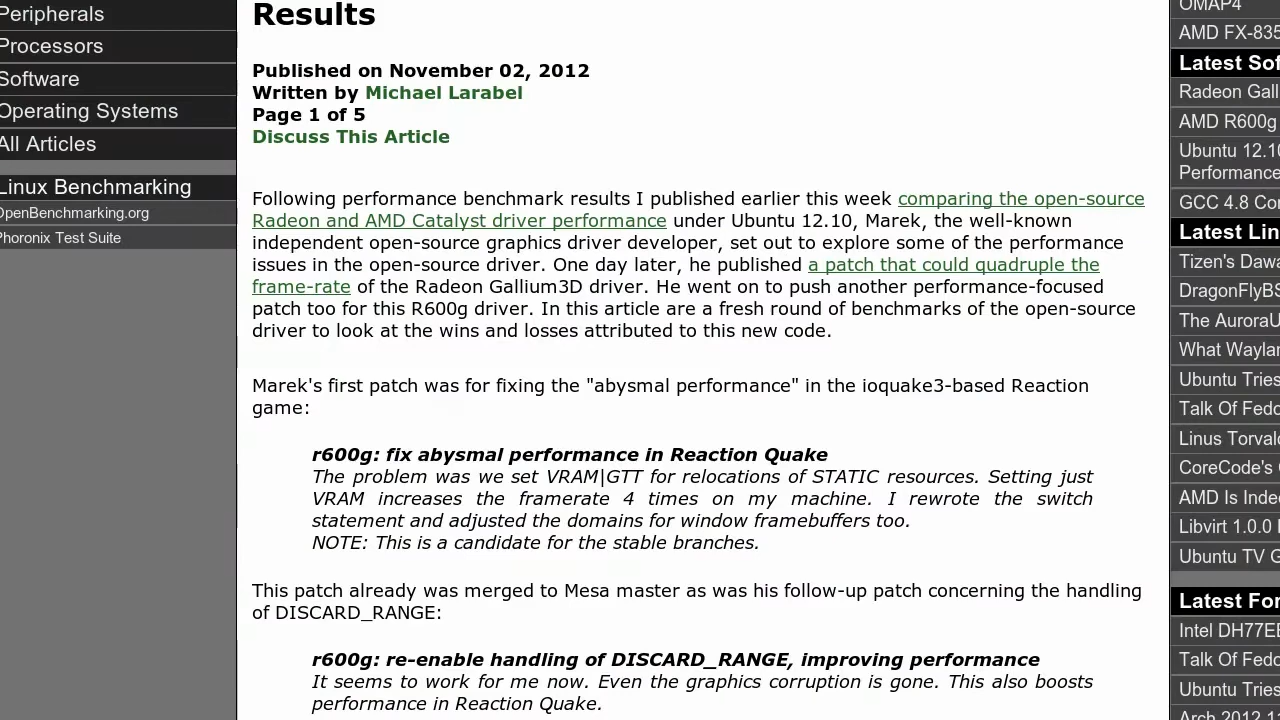 Peripherals
Processors
Software
Operating Systems
All Articles
Linux Benchmarking
OpenBenchmarking.org
Phoronix Test Suite
Results
Published on November 02, 2012
Written by Michael Larabel
Page 1 of 5
Discuss This Article
Following performance benchmark results I published earlier this week comparing the open-source
Radeon and AMD Catalyst driver performance under Ubuntu 12.10, Marek, the well-known
independent open-source graphics driver developer, set out to explore some of the performance
issues in the open-source driver. One day later, he published a patch that could quadruple the
frame-rate of the Radeon Gallium3D driver. He went on to push another performance-focused
patch too for this R600g driver. In this article are a fresh round of benchmarks of the open-source
driver to look at the wins and losses attributed to this new code.
Marek's first patch was for fixing the "abysmal performance" in the ioquake3-based Reaction
game:
r600g: fix abysmal performance in Reaction Quake
The problem was we set VRAM|GTT for relocations of STATIC resources. Setting just
VRAM increases the framerate 4 times on my machine. I rewrote the switch
statement and adjusted the domains for window framebuffers too.
NOTE: This is a candidate for the stable branches.
This patch already was merged to Mesa master as was his follow-up patch concerning the handling
of DISCARD_RANGE:
r600g: re-enable handling of DISCARD_RANGE, improving performance
It seems to work for me now. Even the graphics corruption is gone. This also boosts
performance in Reaction Quake.
OMAP4
AMD FX-835
Latest Sof
Radeon Gall
AMD R600g
Ubuntu 12.10
Performance
GCC 4.8 Cor
Latest Lin
Tizen's Dawa
DragonFlyBS
The AuroraU
What Waylan
Ubuntu Tries
Talk Of Fedo
Linus Torval
CoreCode's
AMD Is Inde
Libvirt 1.0.0
Ubuntu TV G
Latest For
Intel DH77E
Talk Of Fedo
Ubuntu Tries
Arch 2012.11